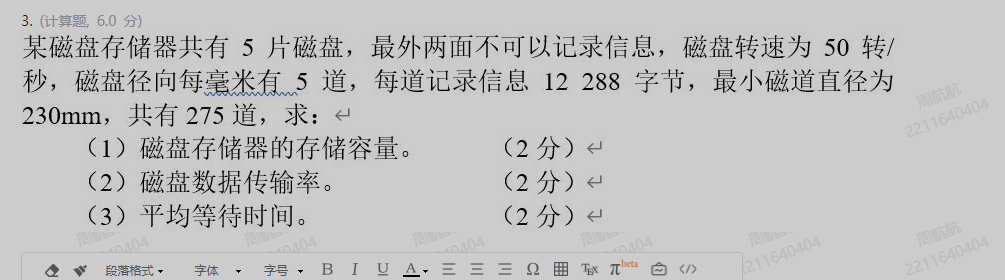 3. (计算题, 6.0 分)
某磁盘存储器共有 5 片磁盘，最外两面不可以记录信息，磁盘转速为 50 转/
秒，磁盘径向每毫米有 5 道，每道记录信息 12 288 字节，最小磁道直径为
230mm，共有 275 道，求：↵
周航航
2211640404
（1）磁盘存储器的存储容量。 （2 分）↵
（2）磁盘数据传输率。 （2 分）↵
（3）平均等待时间。 （2 分）↵
周航航
2211640404
段落格式 字体 字号 B I U A Ω TEX π beta </>